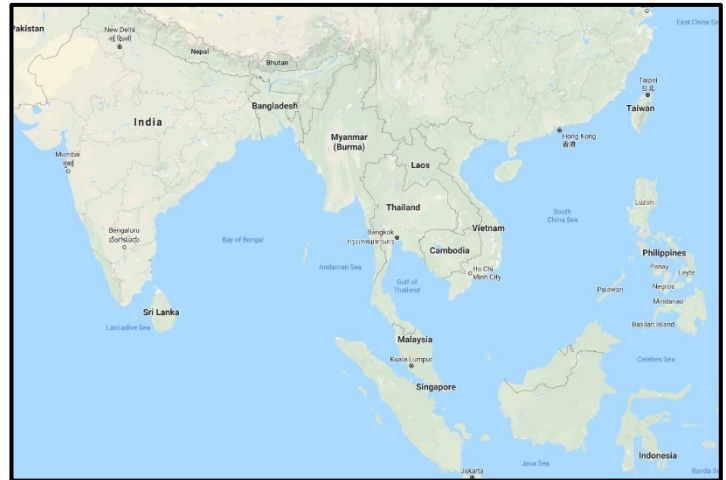 Pakistan
New Delhi
नई दिल्ली
Nepal
Bhutan
East China Se
Taipei
台北
Taiwan
Bangladesh
India
Myanmar
(Burma)
Hong Kong
香港
Laos
Mumbai
मुंबई
Thailand
Luzon
South
China Sea
Bengaluru
ಬೆಂಗಳೂರು
Bay of Bengal
Bangkok
กรุงเทพมหานคร
Vietnam
Cambodia
Philippines
Andaman Sea
Ho Chi
Minh City
Panay
Leyte
Gulf of
Thailand
Negros
Palawan
Mindanao
Sri Lanka
Laccadive Sea
Basilan Island
Malaysia
Kuala Lumpur
Celebes Sea
Singapore
Indonesia
Java Sea
Jakarta
Banda Se